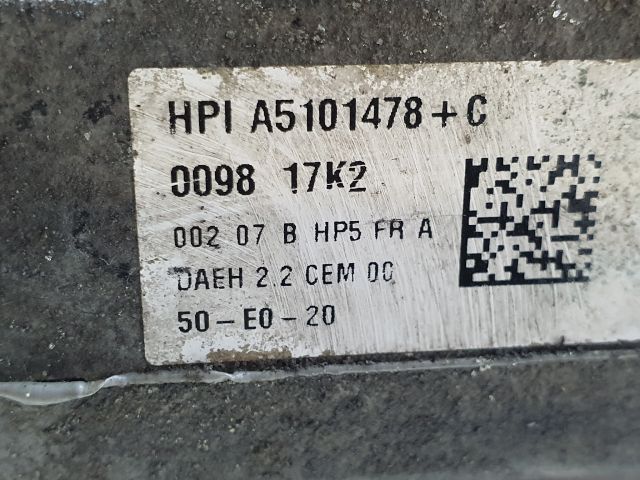 HPI A5101478+C
0098 17K2
002 07 B HP5 FR A
DAEH 2.2 CEM 00
50-E0-20